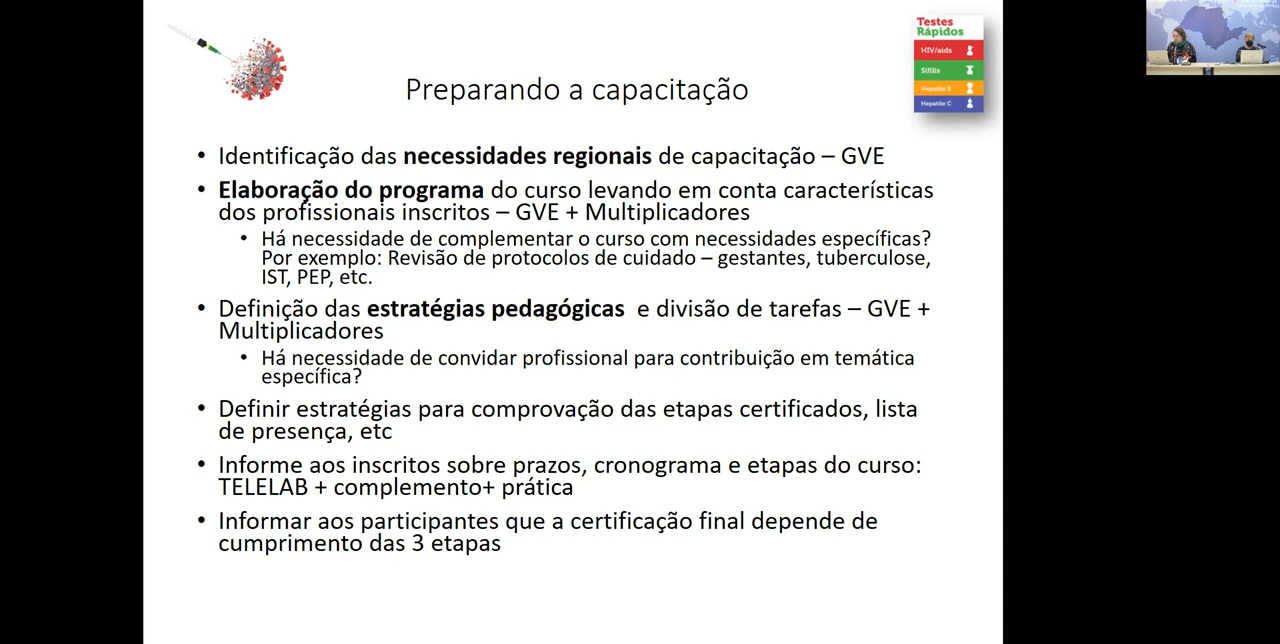 Testes
Rápidos
HIV/aids
Sífilis
Hepatite B
Hepatite C
Preparando a capacitação
• Identificação das necessidades regionais de capacitação – GVE
• Elaboração do programa do curso levando em conta características
dos profissionais inscritos – GVE + Multiplicadores
• Há necessidade de complementar o curso com necessidades específicas?
Por exemplo: Revisão de protocolos de cuidado – gestantes, tuberculose,
IST, PEP, etc.
• Definição das estratégias pedagógicas e divisão de tarefas – GVE +
Multiplicadores
• Há necessidade de convidar profissional para contribuição em temática
específica?
• Definir estratégias para comprovação das etapas certificados, lista
de presença, etc
• Informe aos inscritos sobre prazos, cronograma e etapas do curso:
TELELAB + complemento+ prática
• Informar aos participantes que a certificação final depende de
cumprimento das 3 etapas